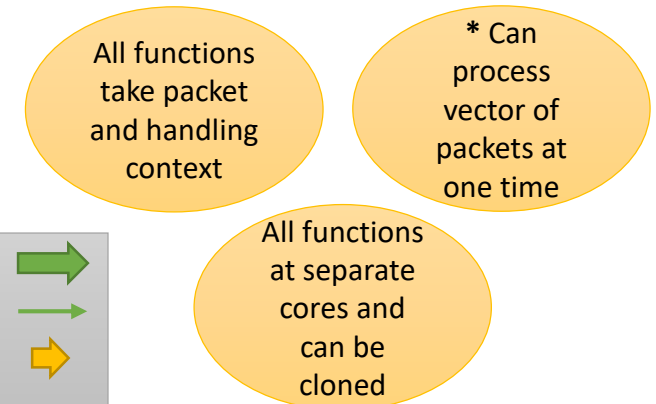 All functions
take packet
and handling
context
* Can
process
vector of
packets at
one time
All functions
at separate
cores and
can be
cloned